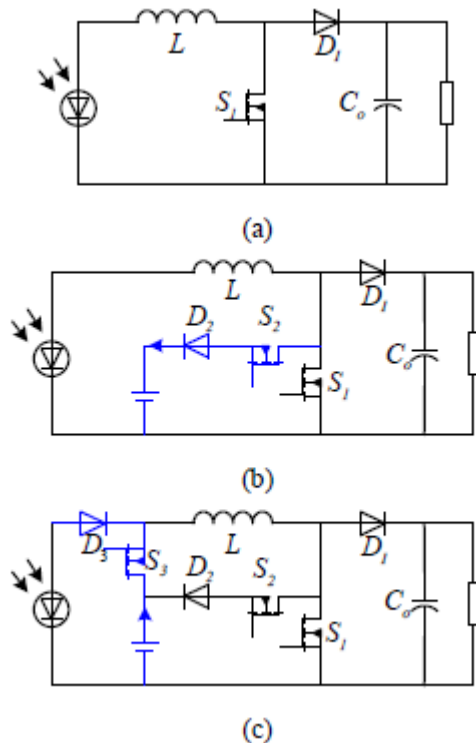 L
D₁
S₁
Cₒ
(a)
L
D₁
D₂
S₂
S₁
Cₒ
(b)
D₃
S₃
L
D₁
D₂
S₂
S₁
Cₒ
(c)